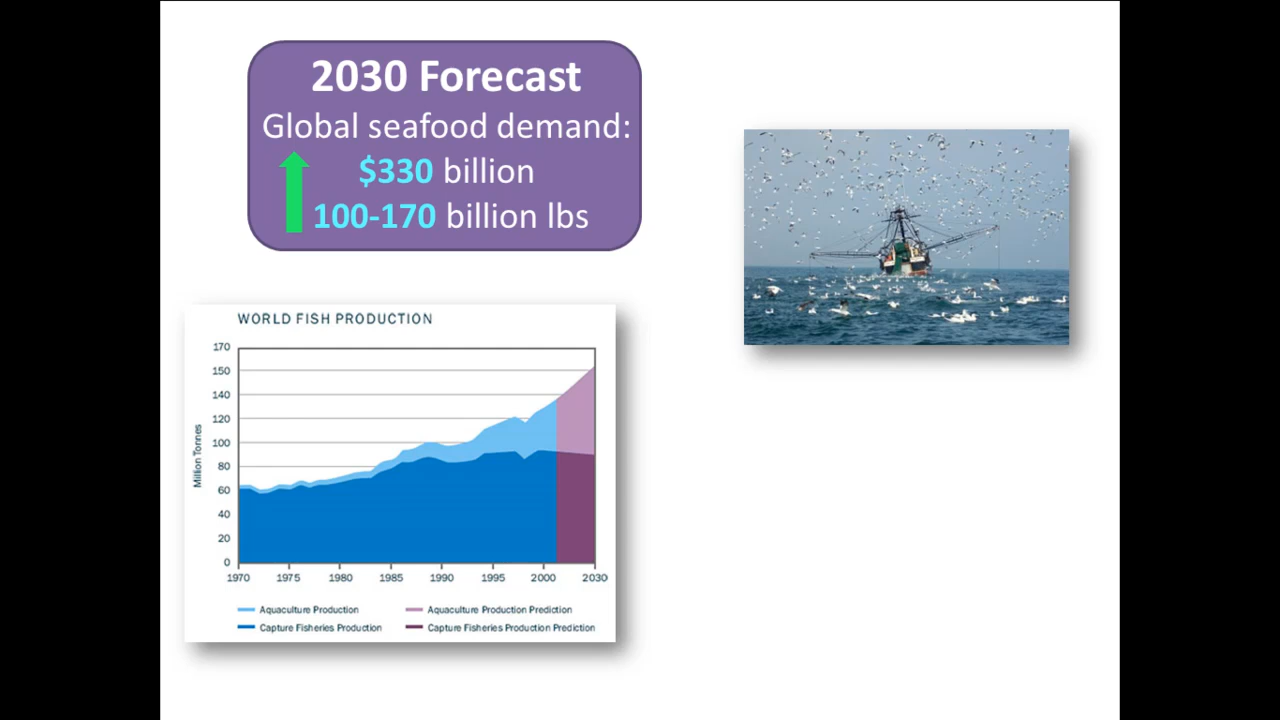 2030 Forecast
Global seafood demand:
$330 billion
100-170 billion lbs
WORLD FISH PRODUCTION
170
150
140
120
100
80
60
40
20
0
Million Tonnes
1970 1975 1980 1985 1990 1995 2000 2030
Aquaculture Production Aquaculture Production Prediction
Capture Fisheries Production Capture Fisheries Production Prediction